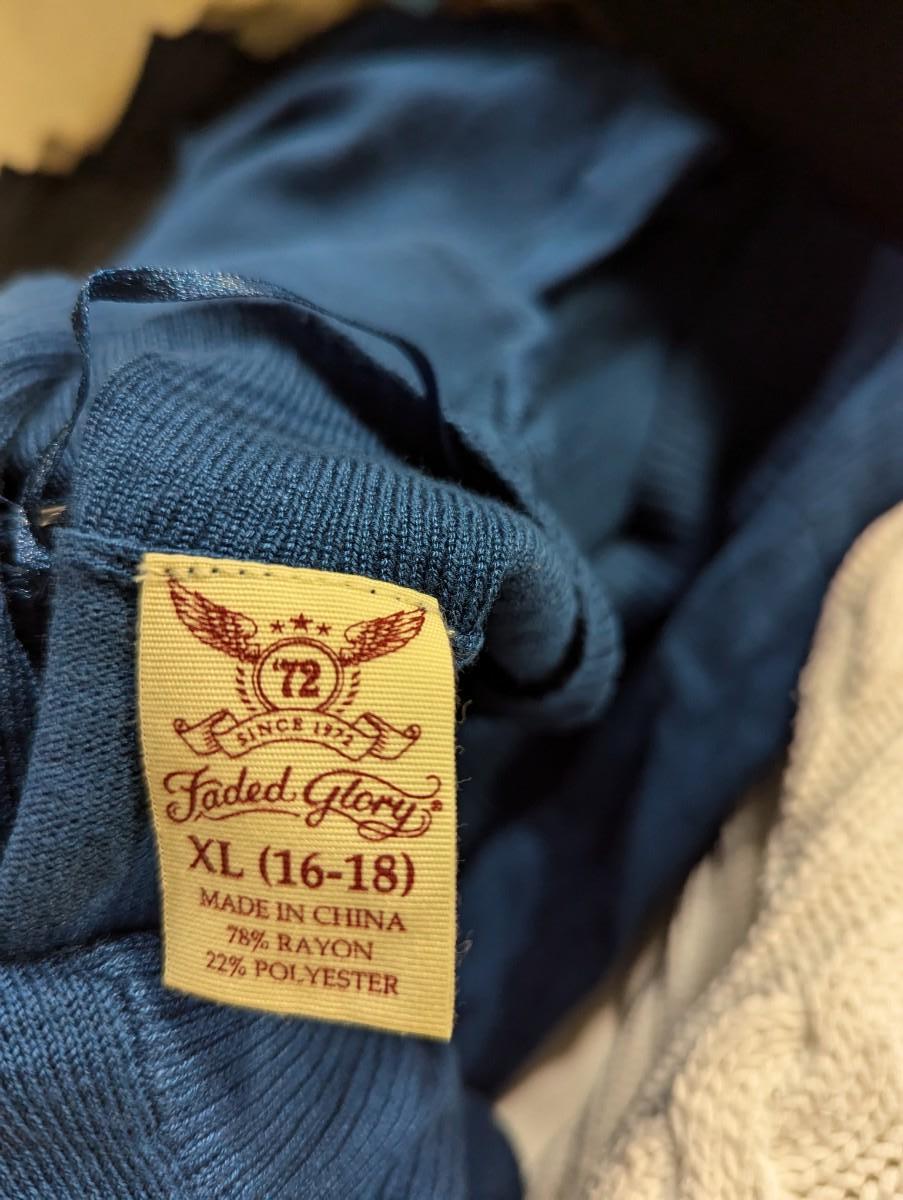 '72
SINCE 1972
Faded Glory®
XL (16-18)
MADE IN CHINA
78% RAYON
22% POLYESTER